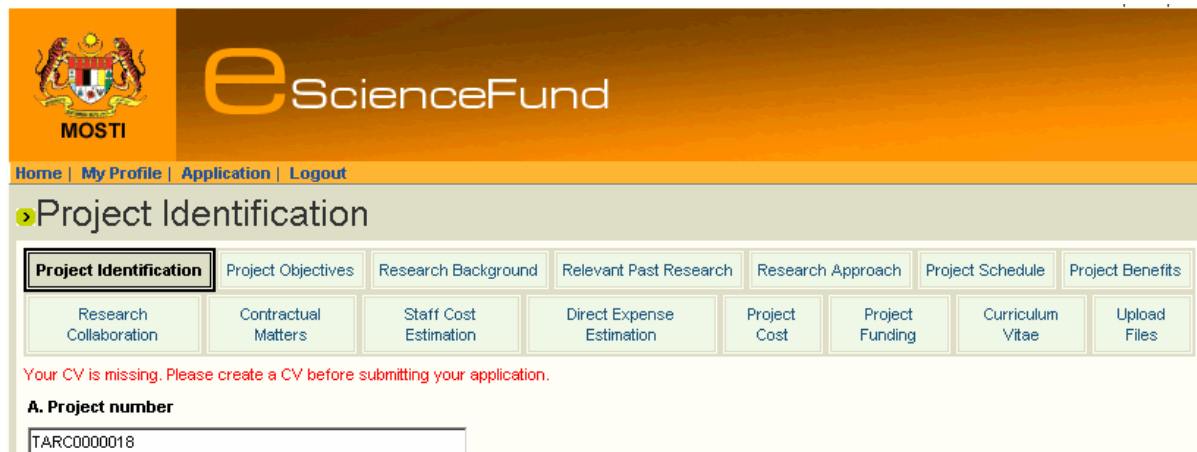 MOSTI
eScienceFund
Home | My Profile | Application | Logout
Project Identification
Project Identification Project Objectives Research Background Relevant Past Research Research Approach Project Schedule Project Benefits
Research Collaboration Contractual Matters Staff Cost Estimation Direct Expense Estimation Project Cost Project Funding Curriculum Vitae Upload Files
Your CV is missing. Please create a CV before submitting your application.
A. Project number
TARC0000018